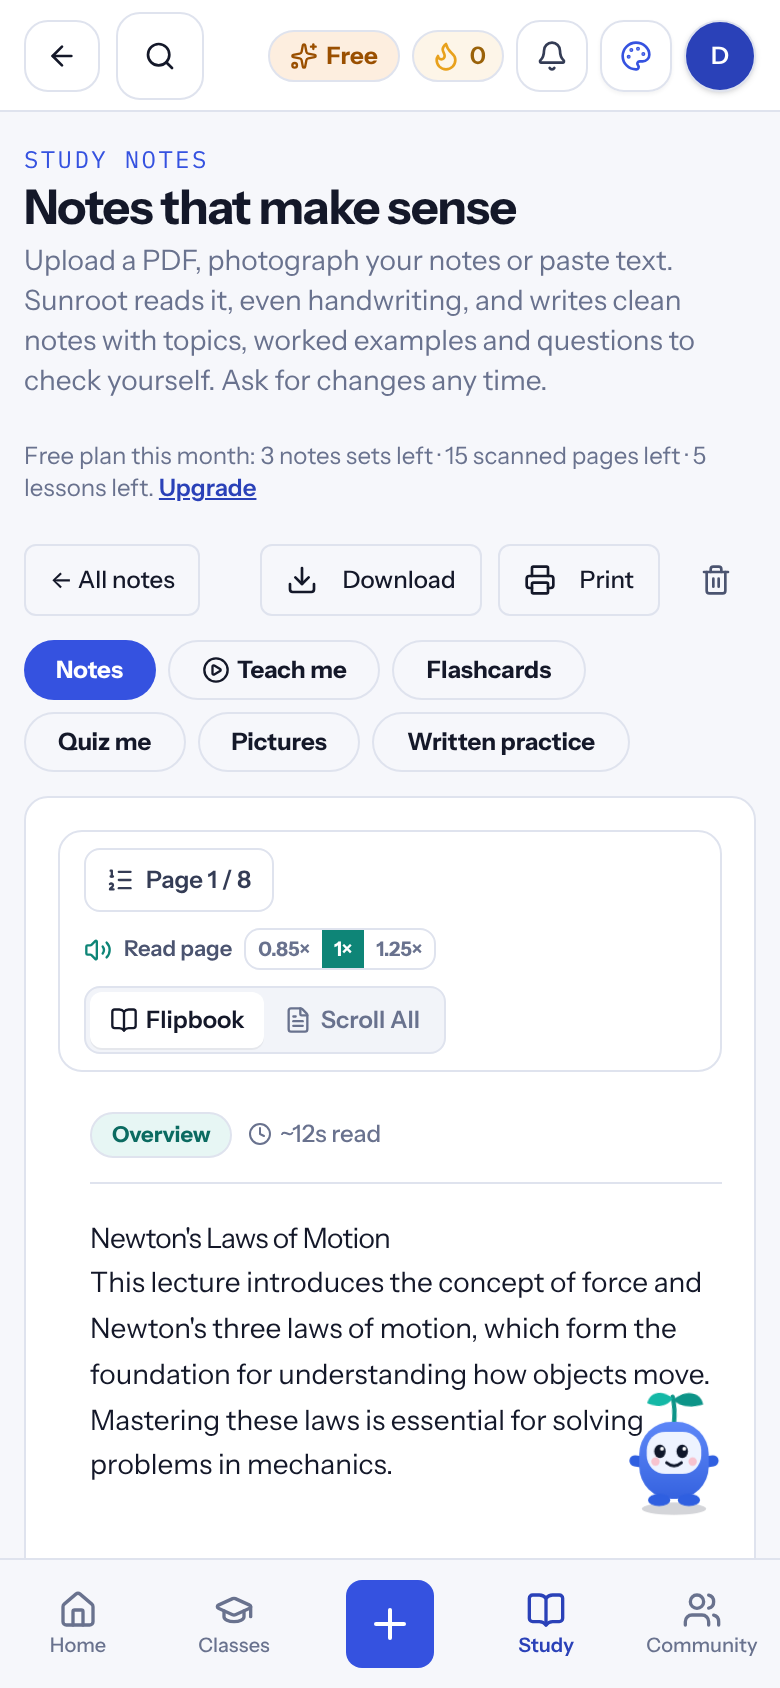 Free
0
D
STUDY NOTES
Notes that make sense
Upload a PDF, photograph your notes or paste text.
Sunroot reads it, even handwriting, and writes clean
notes with topics, worked examples and questions to
check yourself. Ask for changes any time.
Free plan this month: 3 notes sets left · 15 scanned pages left · 5
lessons left. Upgrade
← All notes
Download
Print
Notes
Teach me
Flashcards
Quiz me
Pictures
Written practice
Page 1 / 8
Read page
0.85×
1×
1.25×
Flipbook
Scroll All
Overview
~12s read
Newton's Laws of Motion
This lecture introduces the concept of force and
Newton's three laws of motion, which form the
foundation for understanding how objects move.
Mastering these laws is essential for solving
problems in mechanics.
Home
Classes
Study
Community